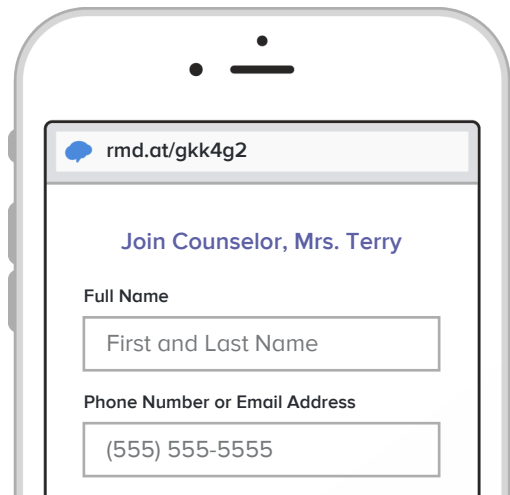 rmd.at/gkk4g2
Join Counselor, Mrs. Terry
Full Name
First and Last Name
Phone Number or Email Address
(555) 555-5555